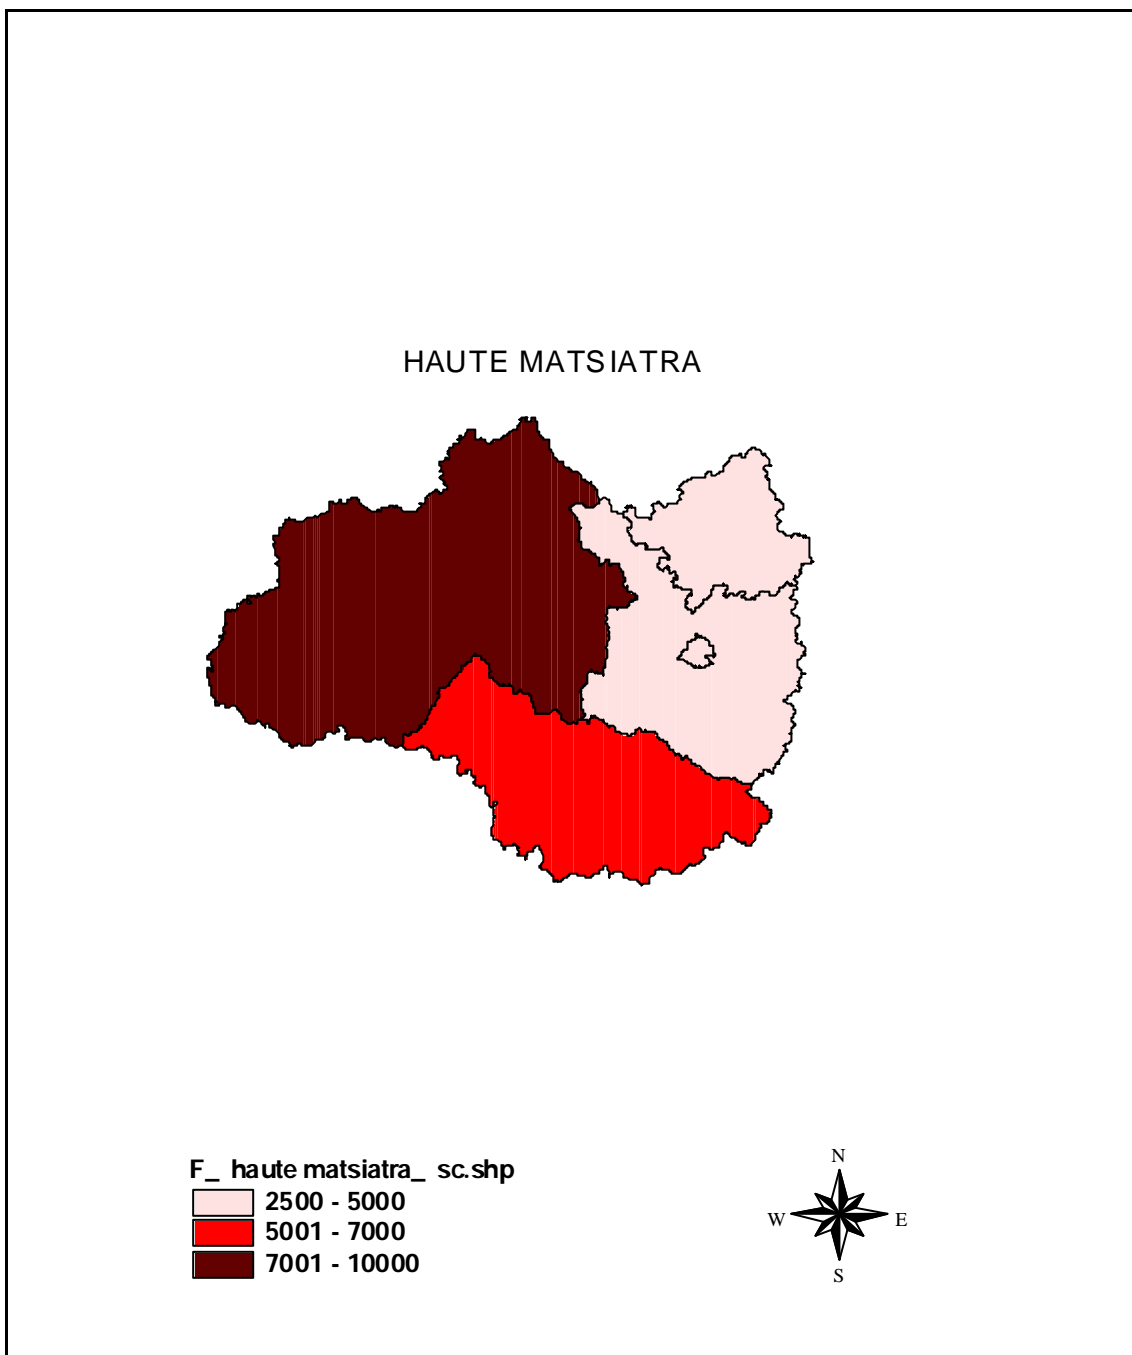 HAUTE MATSIATRA
F_ haute matsiatra_ sc.shp
2500 - 5000
5001 - 7000
7001 - 10000
N
W E
S